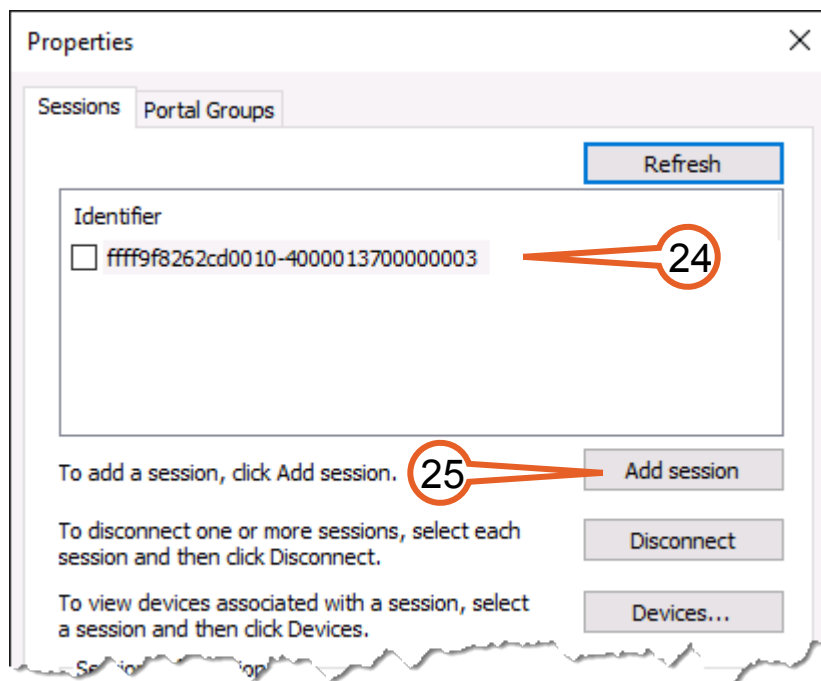 Properties
Sessions Portal Groups
Refresh
Identifier
ffff9f8262cd0010-4000013700000003
24
To add a session, click Add session.
25
Add session
To disconnect one or more sessions, select each
session and then click Disconnect.
Disconnect
To view devices associated with a session, select
a session and then click Devices.
Devices...